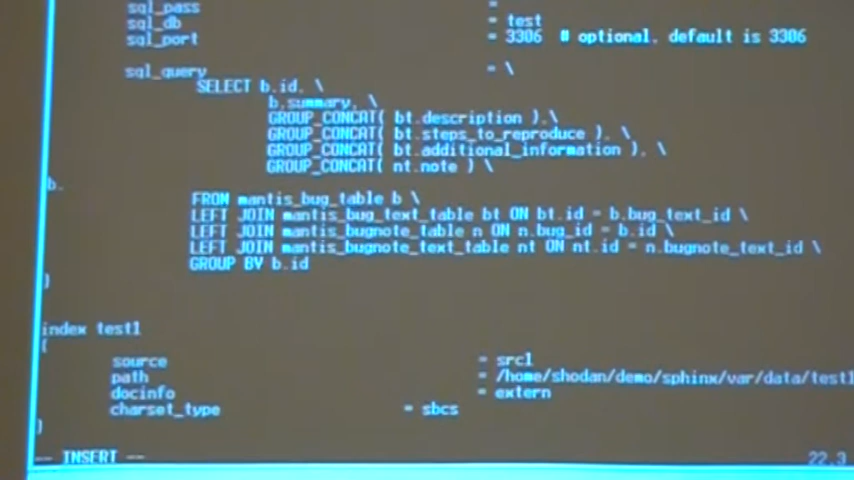 sql_pass =
sql_db = test
sql_port = 3306 # optional, default is 3306
sql_query = \
SELECT b.id, \
b.summary, \
GROUP_CONCAT( bt.description ),\
GROUP_CONCAT( bt.steps_to_reproduce ), \
GROUP_CONCAT( bt.additional_information ), \
GROUP_CONCAT( nt.note ) \
b.
FROM mantis_bug_table b \
LEFT JOIN mantis_bug_text_table bt ON bt.id = b.bug_text_id \
LEFT JOIN mantis_bugnote_table n ON n.bug_id = b.id \
LEFT JOIN mantis_bugnote_text_table nt ON nt.id = n.bugnote_text_id \
GROUP BY b.id
}
index test1
{
source = src1
path = /home/shodan/demo/sphinx/var/data/test1
docinfo = extern
charset_type = sbcs
}
-- INSERT -- 22,3